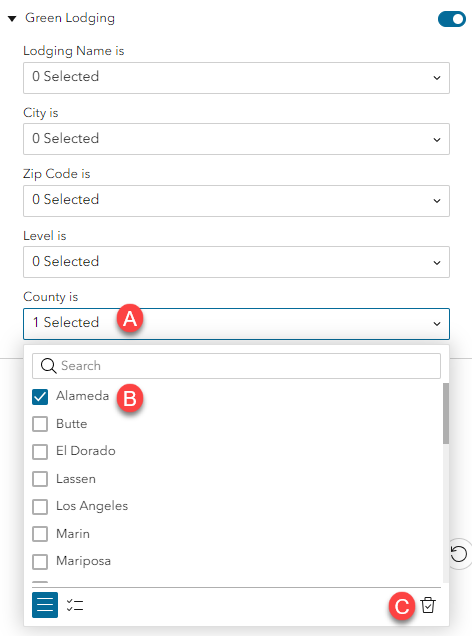 Green Lodging
Lodging Name is
0 Selected
City is
0 Selected
Zip Code is
0 Selected
Level is
0 Selected
County is
1 Selected A
Search
Alameda B
Butte
El Dorado
Lassen
Los Angeles
Marin
Mariposa
C